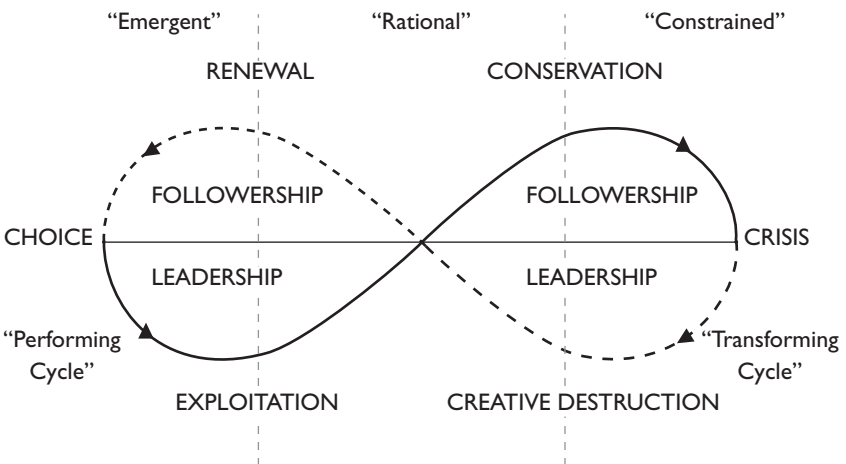 “Emergent” “Rational” “Constrained”
RENEWAL CONSERVATION
FOLLOWERSHIP FOLLOWERSHIP
CHOICE CRISIS
LEADERSHIP LEADERSHIP
“Performing
Cycle”
“Transforming
Cycle”
EXPLOITATION CREATIVE DESTRUCTION